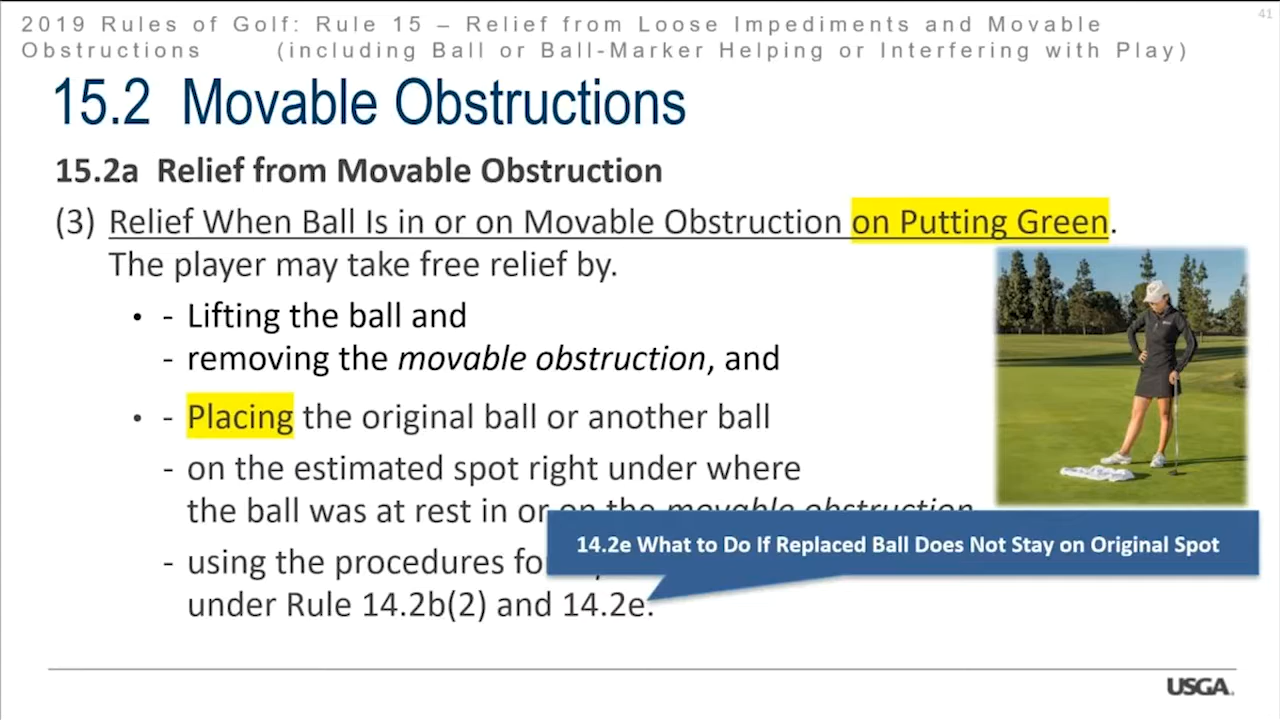 41
2019 Rules of Golf: Rule 15 – Relief from Loose Impediments and Movable
Obstructions (including Ball or Ball-Marker Helping or Interfering with Play)
15.2 Movable Obstructions
15.2a Relief from Movable Obstruction
(3) Relief When Ball Is in or on Movable Obstruction on Putting Green.
The player may take free relief by.
• - Lifting the ball and
- removing the movable obstruction, and
• - Placing the original ball or another ball
- on the estimated spot right under where
the ball was at rest in or on the movable obstruction
14.2e What to Do If Replaced Ball Does Not Stay on Original Spot
- using the procedures
under Rule 14.2b(2) and 14.2e.
USGA.